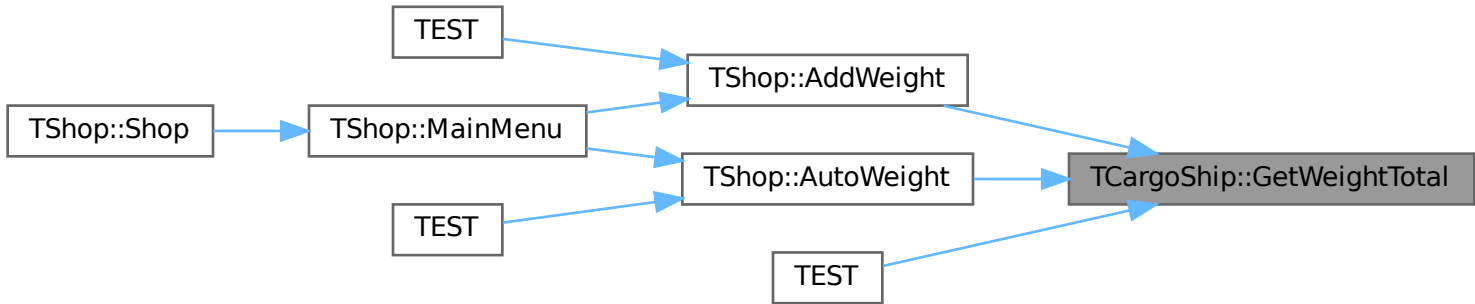 TEST
TShop::AddWeight
TShop::Shop
TShop::MainMenu
TShop::AutoWeight
TCargoShip::GetWeightTotal
TEST
TEST